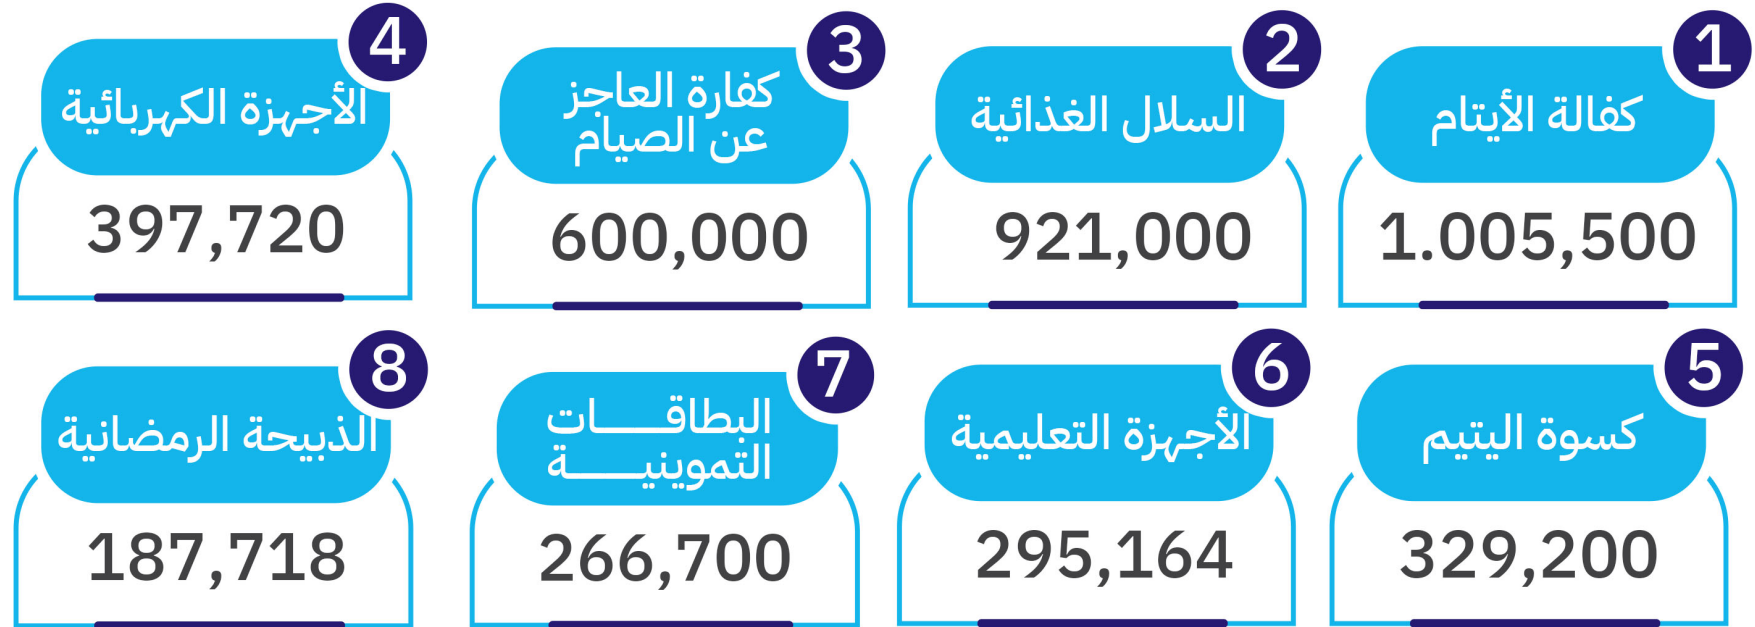 1
كفالة الأيتام
1.005,500
2
السلال الغذائية
921,000
3
كفارة العاجز
عن الصيام
600,000
4
الأجهزة الكهربائية
397,720
5
كسوة اليتيم
329,200
6
الأجهزة التعليمية
295,164
7
البطاقــــات
التموينيــــة
266,700
8
الذبيحة الرمضانية
187,718